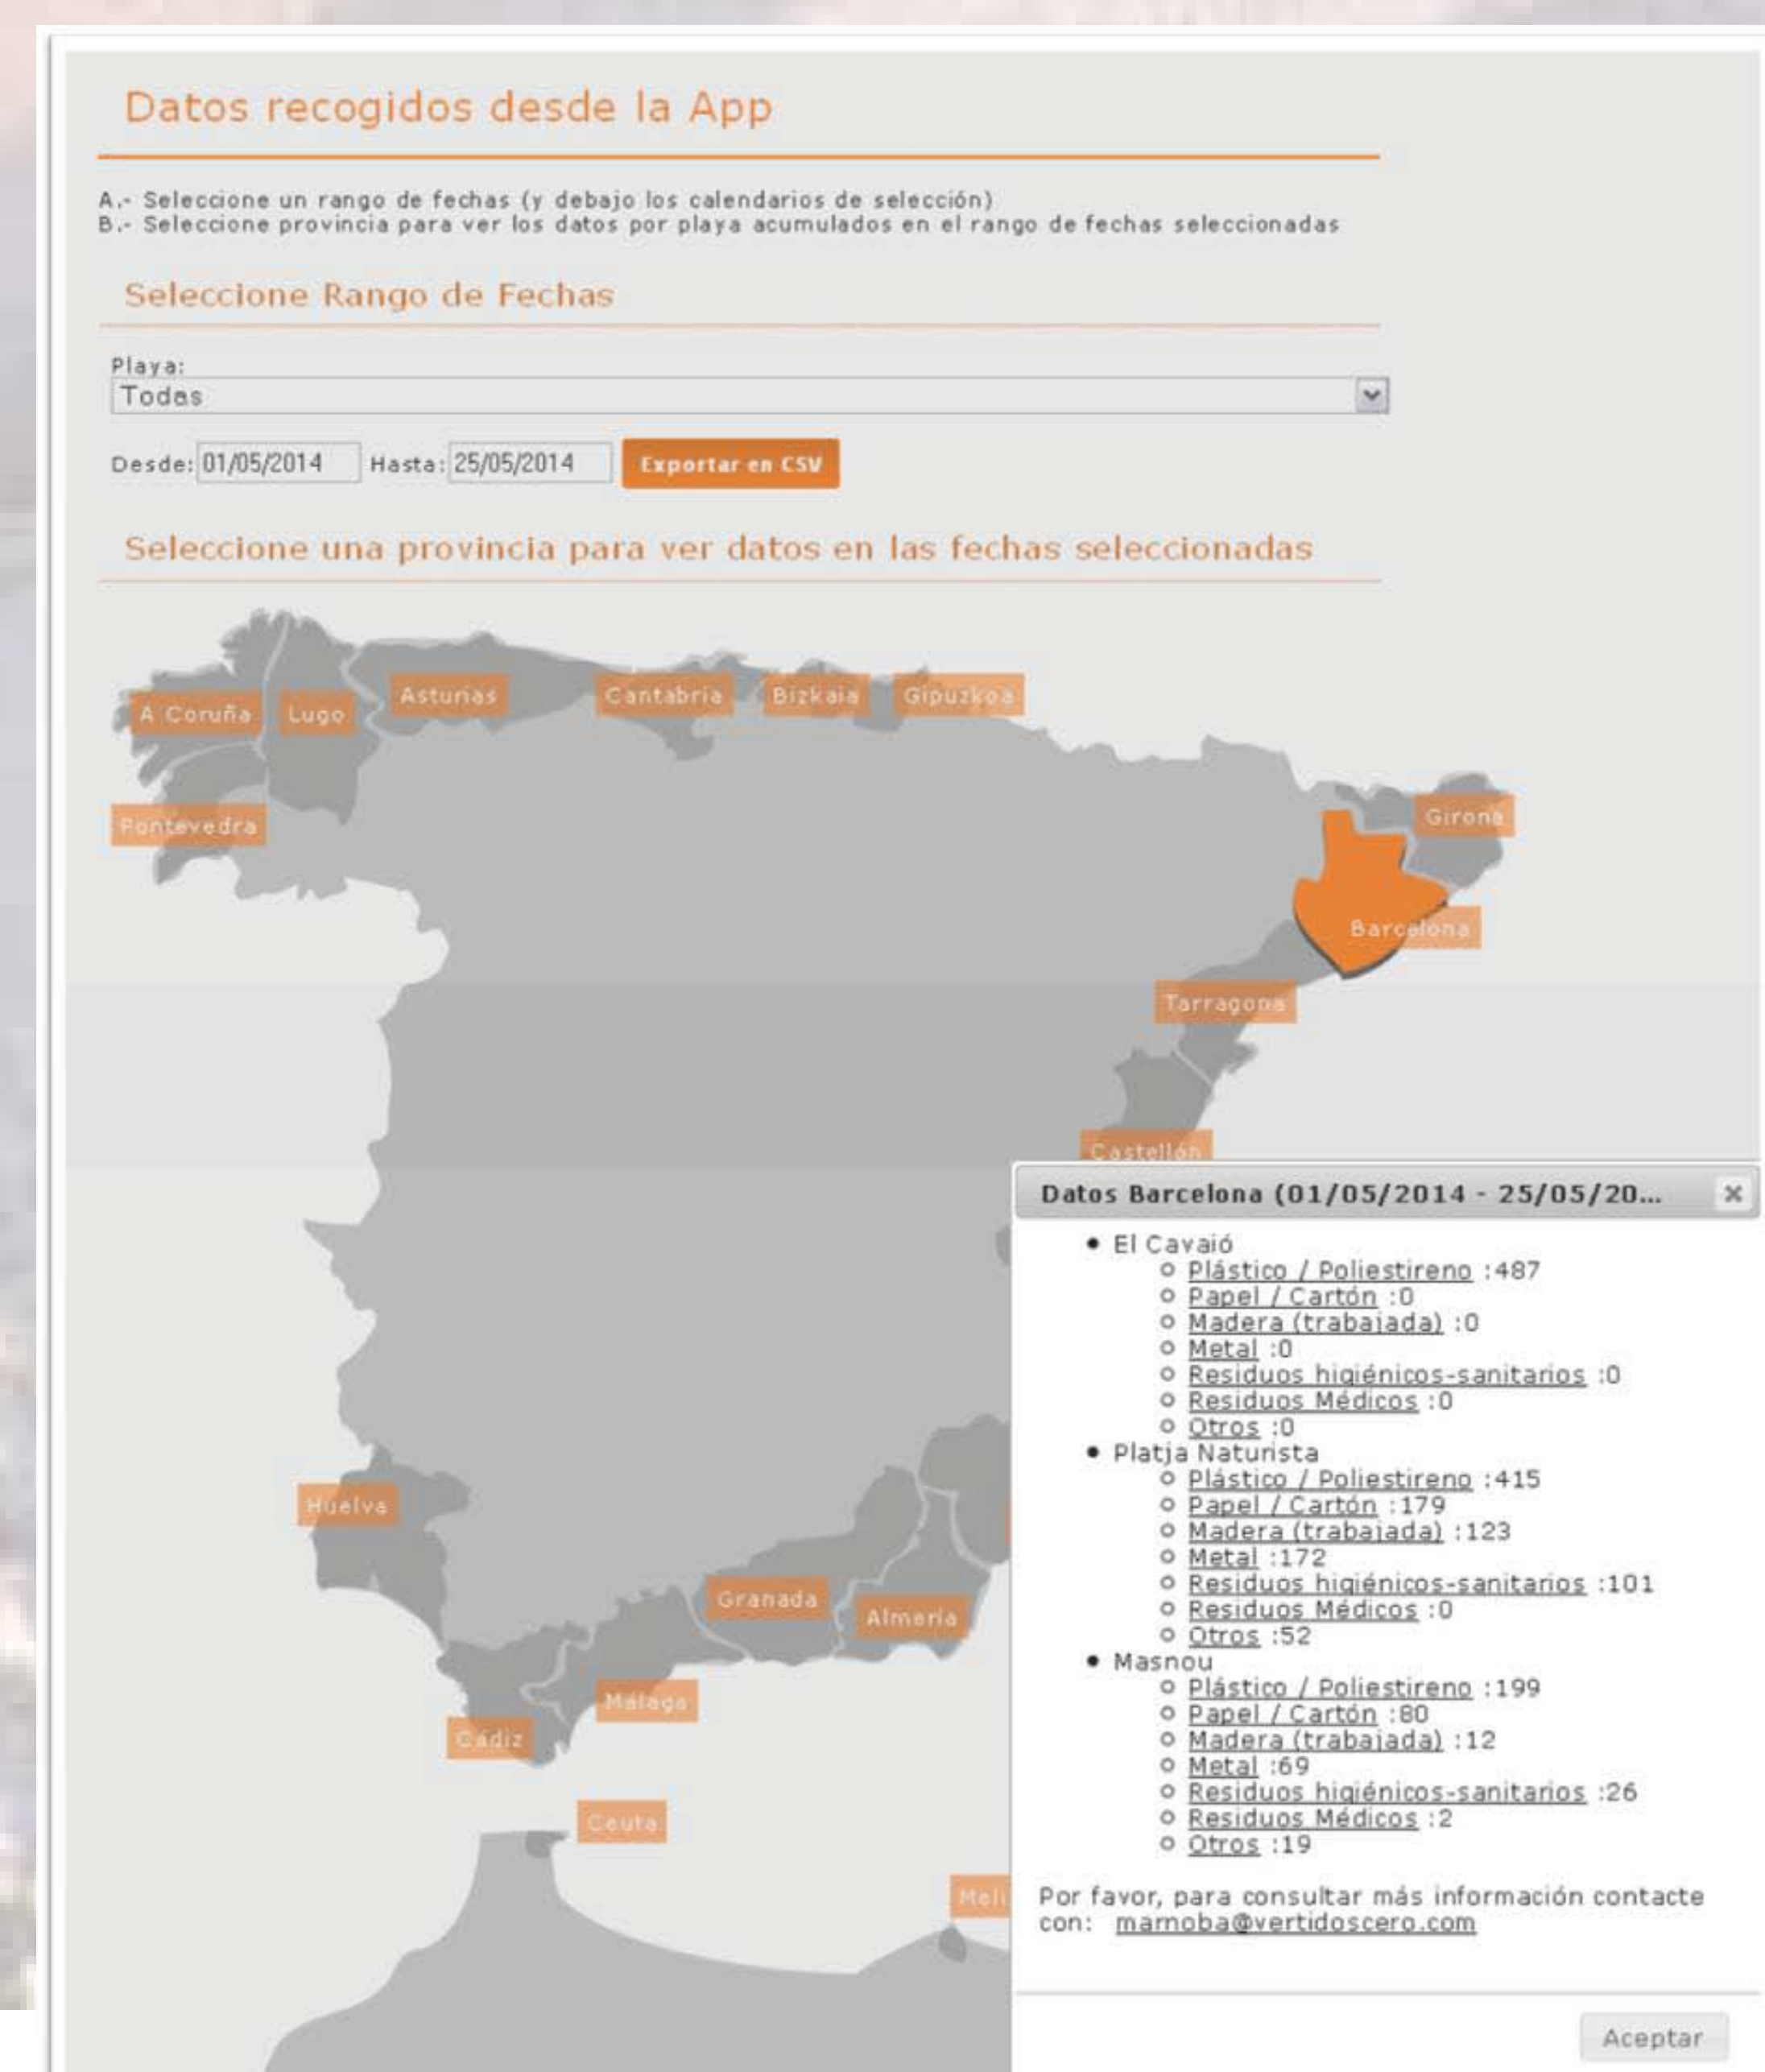 Datos recogidos desde la App
A.- Seleccione un rango de fechas (y debajo los calendarios de selección)
B.- Seleccione provincia para ver los datos por playa acumulados en el rango de fechas seleccionadas
Seleccione Rango de Fechas
Playa:
Todas
Desde: 01/05/2014 Hasta: 25/05/2014 Exportar en CSV
Seleccione una provincia para ver datos en las fechas seleccionadas
A Coruña Lugo Asturias Cantabria Bizkaia Gipuzkoa
Pontevedra
Girona
Barcelona
Tarragona
Castellón
Huelva
Granada
Almería
Málaga
Cádiz
Ceuta
Meli
Datos Barcelona (01/05/2014 - 25/05/20...
• El Cavaió
Plástico / Poliestireno :487
Papel / Cartón :0
Madera (trabajada) :0
Metal :0
Residuos higiénicos-sanitarios :0
Residuos Médicos :0
Otros :0
• Platja Naturista
Plástico / Poliestireno :415
Papel / Cartón :179
Madera (trabajada) :123
Metal :172
Residuos higiénicos-sanitarios :101
Residuos Médicos :0
Otros :52
• Masnou
Plástico / Poliestireno :199
Papel / Cartón :80
Madera (trabajada) :12
Metal :69
Residuos higiénicos-sanitarios :26
Residuos Médicos :2
Otros :19
Por favor, para consultar más información contacte
con: marnoba@vertidoscero.com
Aceptar